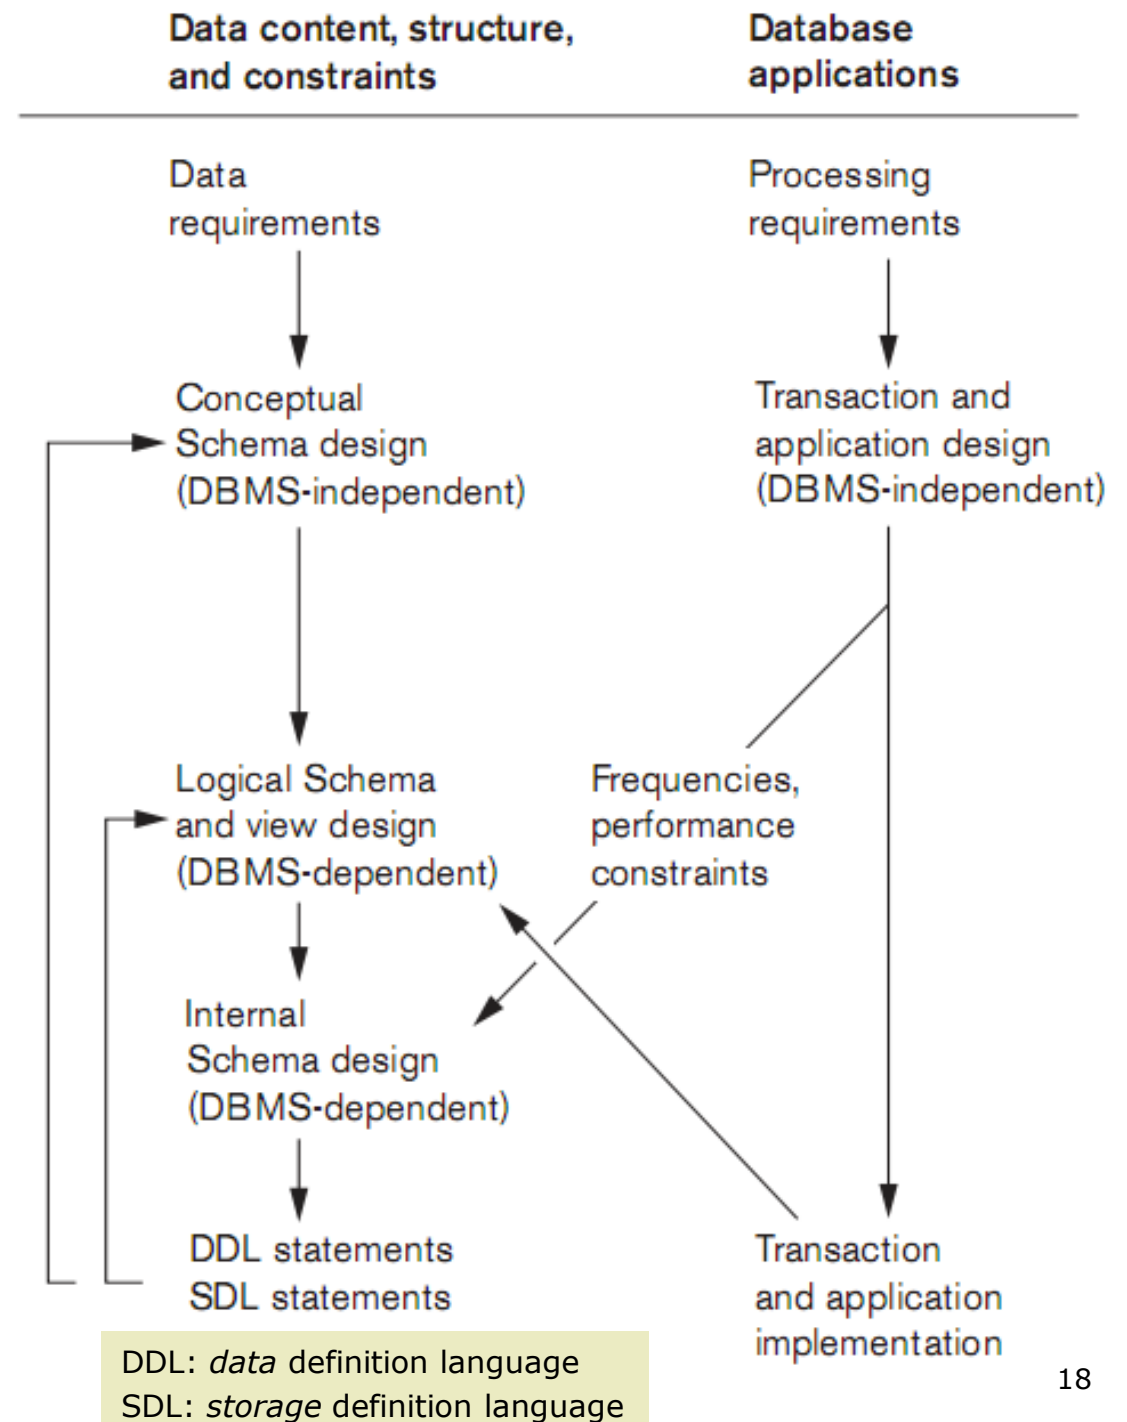 Data content, structure,
and constraints
Database
applications
Data
requirements
Processing
requirements
Conceptual
Schema design
(DBMS-independent)
Transaction and
application design
(DBMS-independent)
Logical Schema
and view design
(DBMS-dependent)
Frequencies,
performance
constraints
Internal
Schema design
(DBMS-dependent)
DDL statements
SDL statements
Transaction
and application
implementation
DDL: data definition language
SDL: storage definition language
18